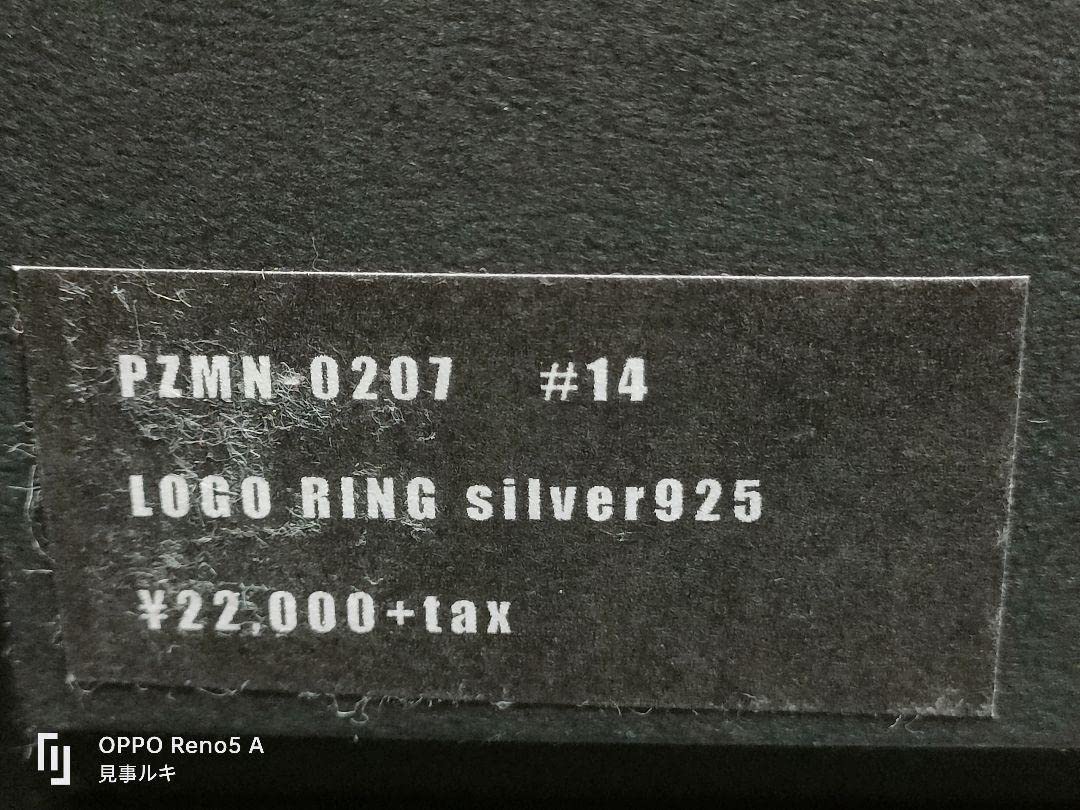 PZMN-0207 #14
LOGO RING silver925
¥22,000+tax
OPPO Reno5 A
見事ルキ